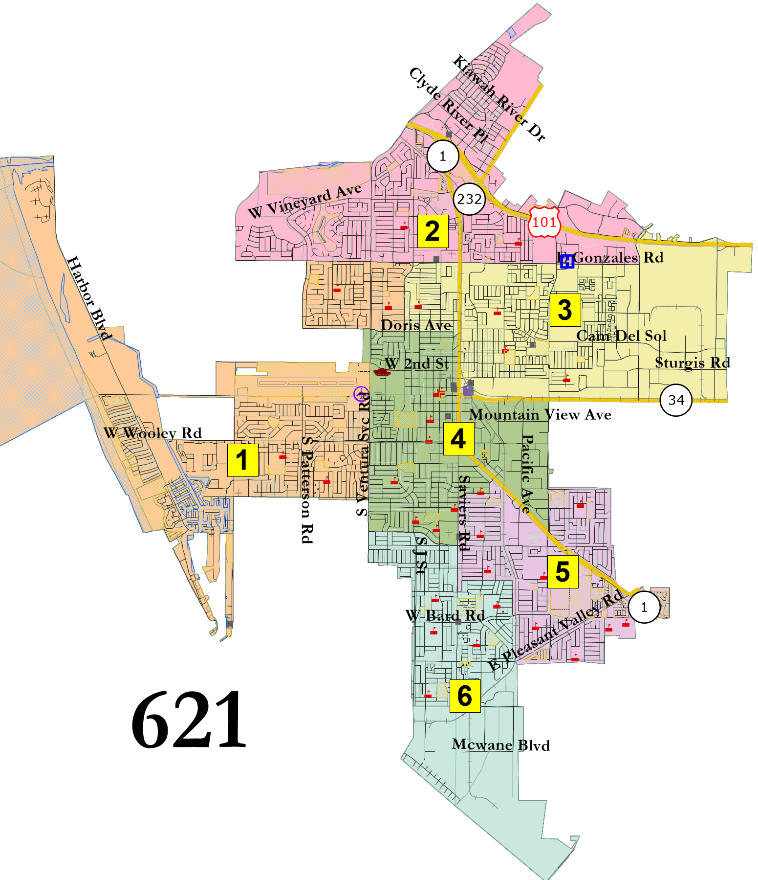 Kiawah River Dr
Clyde River Pl
1
232
W Vineyard Ave
101
2
Gonzales Rd
Harbor Blvd
3
Doris Ave
Cam Del Sol
W 2nd St
Sturgis Rd
34
S Ventura
Mountain View Ave
W Wooley Rd
4
1
S Patterson Rd
Pacific Ave
Saviers Rd
S J St
5
1
W Bard Rd
E Pleasant Valley Rd
6
621
Mcwane Blvd